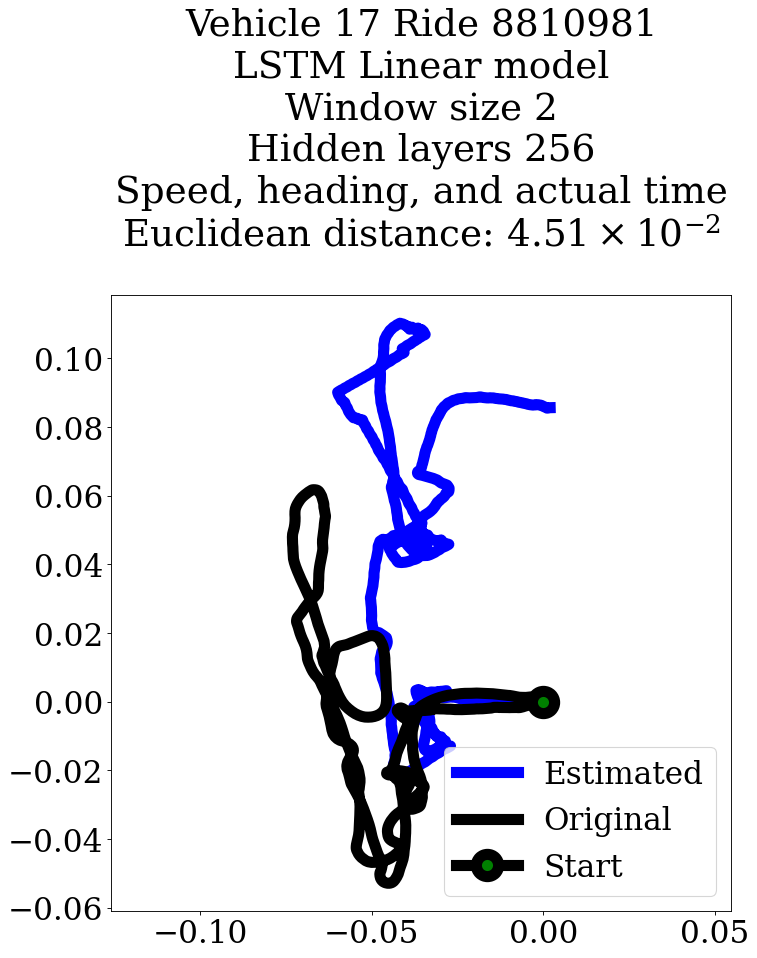 Vehicle 17 Ride 8810981
LSTM Linear model
Window size 2
Hidden layers 256
Speed, heading, and actual time
Euclidean distance: 4.51 × 10⁻²
0.10
0.08
0.06
0.04
0.02
0.00
−0.02
−0.04
−0.06
−0.10
−0.05
0.00
0.05
Estimated
Original
Start